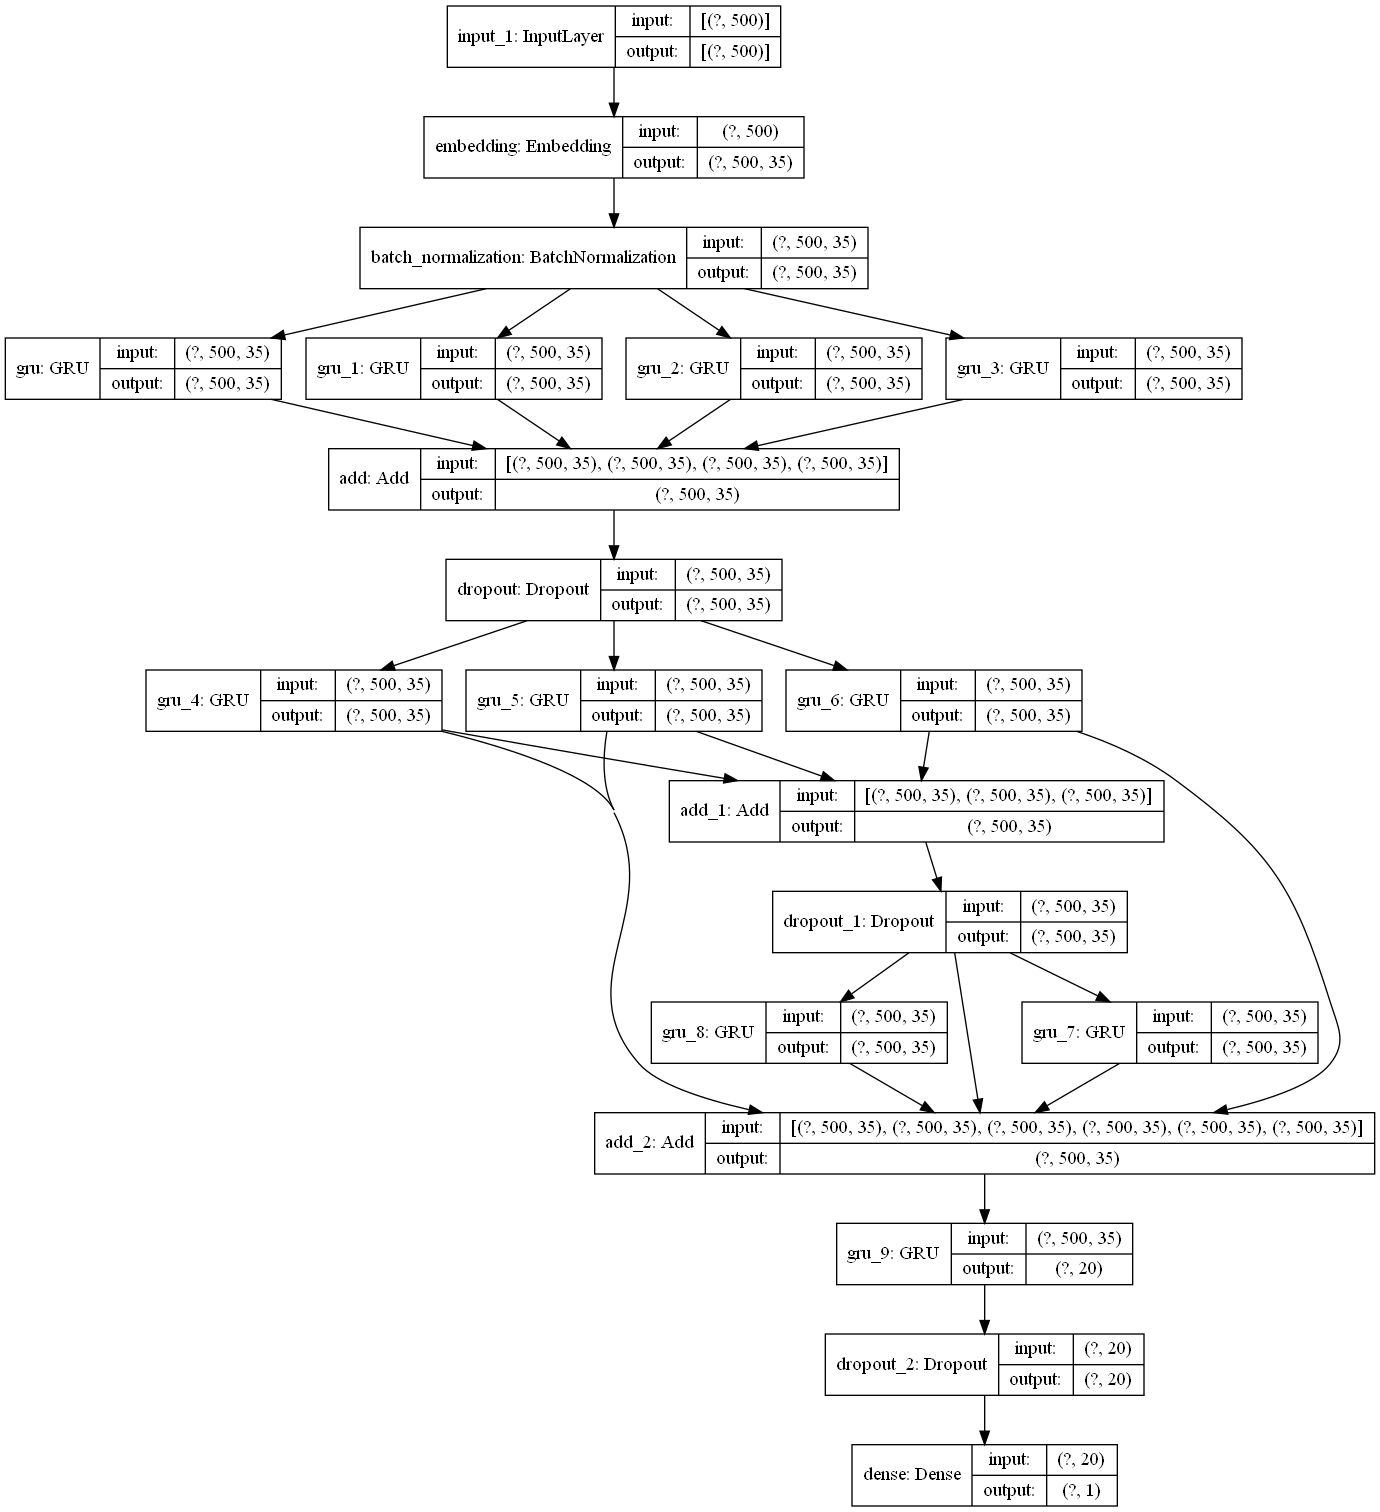 input_1: InputLayer
input: [(?, 500)]
output: [(?, 500)]
embedding: Embedding
input: (?, 500)
output: (?, 500, 35)
batch_normalization: BatchNormalization
input: (?, 500, 35)
output: (?, 500, 35)
gru: GRU
input: (?, 500, 35)
output: (?, 500, 35)
gru_1: GRU
input: (?, 500, 35)
output: (?, 500, 35)
gru_2: GRU
input: (?, 500, 35)
output: (?, 500, 35)
gru_3: GRU
input: (?, 500, 35)
output: (?, 500, 35)
add: Add
input: [(?, 500, 35), (?, 500, 35), (?, 500, 35), (?, 500, 35)]
output: (?, 500, 35)
dropout: Dropout
input: (?, 500, 35)
output: (?, 500, 35)
gru_4: GRU
input: (?, 500, 35)
output: (?, 500, 35)
gru_5: GRU
input: (?, 500, 35)
output: (?, 500, 35)
gru_6: GRU
input: (?, 500, 35)
output: (?, 500, 35)
add_1: Add
input: [(?, 500, 35), (?, 500, 35), (?, 500, 35)]
output: (?, 500, 35)
dropout_1: Dropout
input: (?, 500, 35)
output: (?, 500, 35)
gru_8: GRU
input: (?, 500, 35)
output: (?, 500, 35)
gru_7: GRU
input: (?, 500, 35)
output: (?, 500, 35)
add_2: Add
input: [(?, 500, 35), (?, 500, 35), (?, 500, 35), (?, 500, 35), (?, 500, 35), (?, 500, 35)]
output: (?, 500, 35)
gru_9: GRU
input: (?, 500, 35)
output: (?, 20)
dropout_2: Dropout
input: (?, 20)
output: (?, 20)
dense: Dense
input: (?, 20)
output: (?, 1)